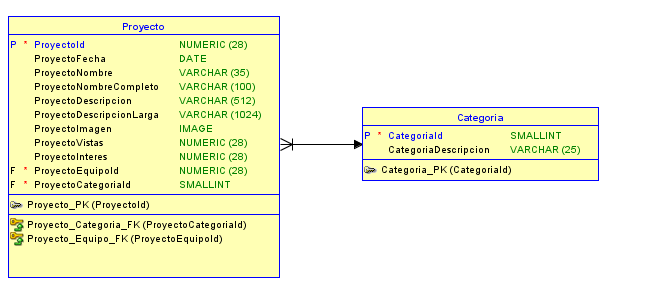 Proyecto
P * ProyectoId NUMERIC (28)
ProyectoFecha DATE
ProyectoNombre VARCHAR (35)
ProyectoNombreCompleto VARCHAR (100)
ProyectoDescripcion VARCHAR (512)
ProyectoDescripcionLarga VARCHAR (1024)
ProyectoImagen IMAGE
ProyectoVistas NUMERIC (28)
ProyectoInteres NUMERIC (28)
F * ProyectoEquipoId NUMERIC (28)
F * ProyectoCategoriaId SMALLINT
Proyecto_PK (ProyectoId)
Proyecto_Categoria_FK (ProyectoCategoriaId)
Proyecto_Equipo_FK (ProyectoEquipoId)
Categoria
P * CategoriaId SMALLINT
CategoriaDescripcion VARCHAR (25)
Categoria_PK (CategoriaId)